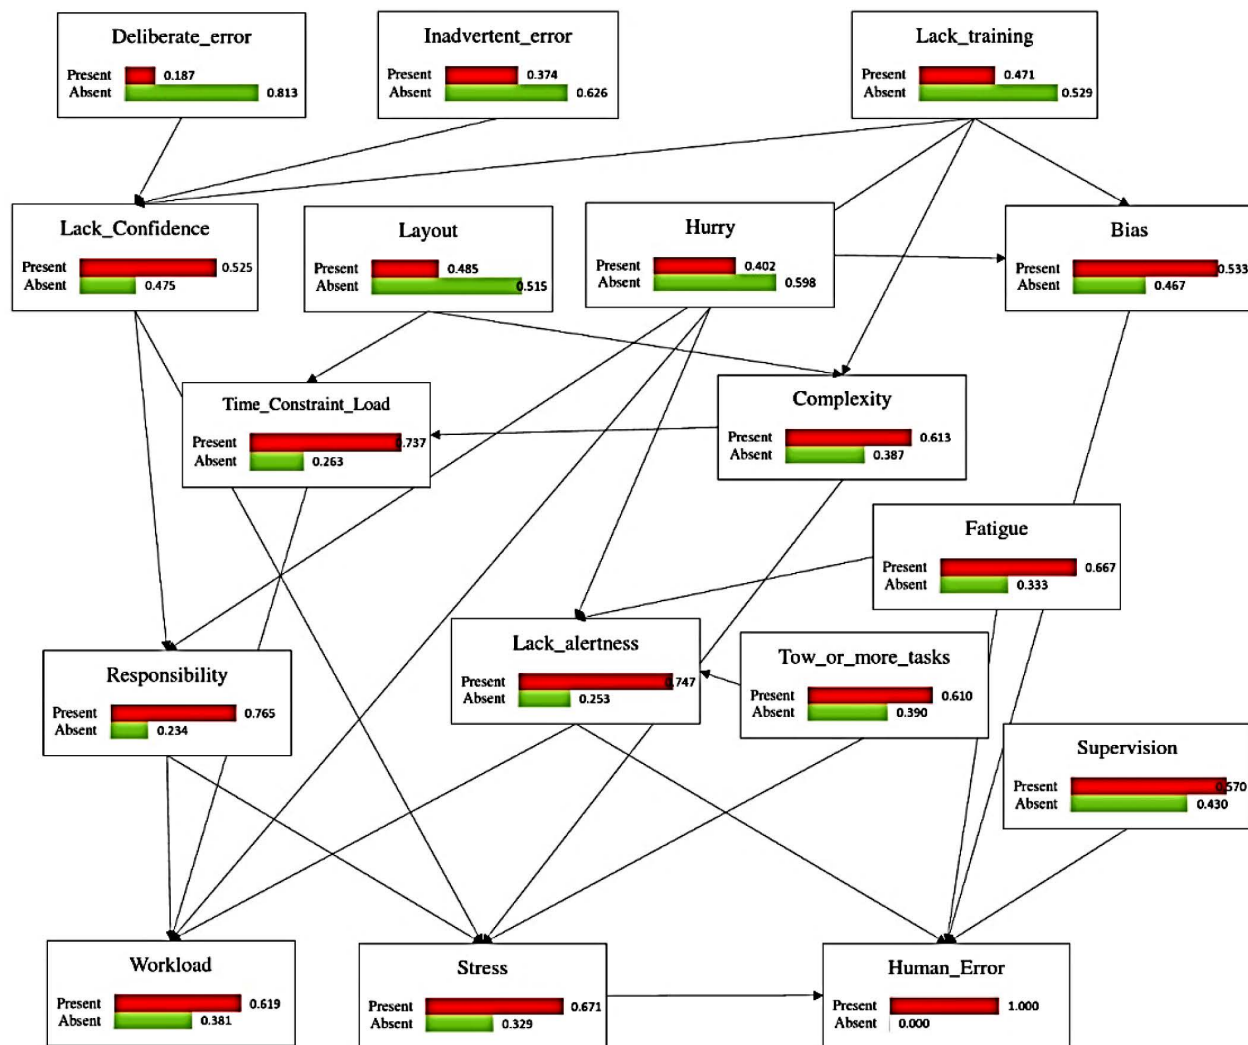 Deliberate_error
Present 0.187
Absent 0.813
Inadvertent_error
Present 0.374
Absent 0.626
Lack_training
Present 0.471
Absent 0.529
Lack_Confidence
Present 0.525
Absent 0.475
Layout
Present 0.485
Absent 0.515
Hurry
Present 0.402
Absent 0.598
Bias
Present 0.533
Absent 0.467
Time_Constraint_Load
Present 0.737
Absent 0.263
Complexity
Present 0.613
Absent 0.387
Fatigue
Present 0.667
Absent 0.333
Responsibility
Present 0.765
Absent 0.234
Lack_alertness
Present 0.747
Absent 0.253
Tow_or_more_tasks
Present 0.610
Absent 0.390
Supervision
Present 0.570
Absent 0.430
Workload
Present 0.619
Absent 0.381
Stress
Present 0.671
Absent 0.329
Human_Error
Present 1.000
Absent 0.000